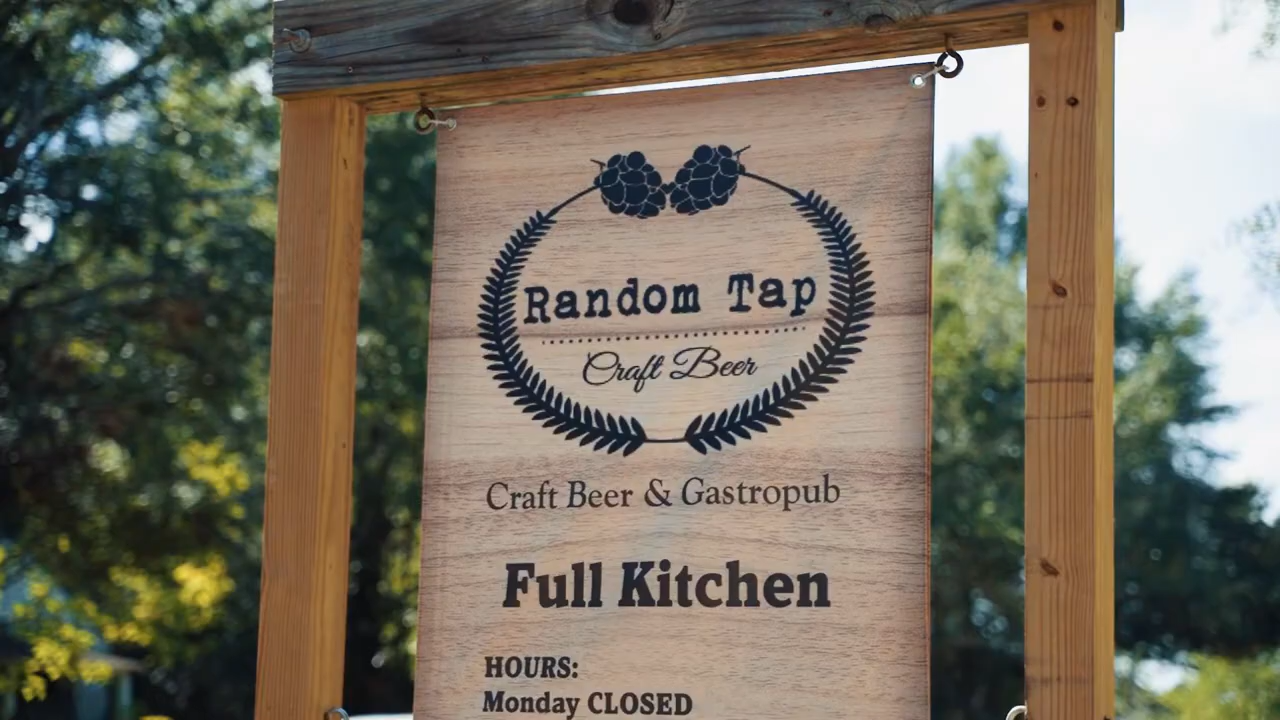 Random Tap
Craft Beer
Craft Beer & Gastropub
Full Kitchen
HOURS:
Monday CLOSED